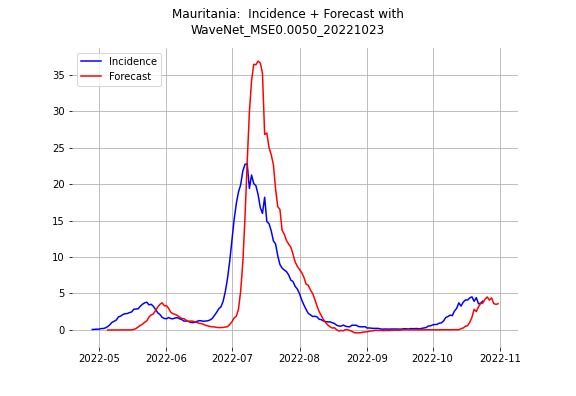 Mauritania:  Incidence + Forecast with
WaveNet_MSE0.0050_20221023
Incidence
Forecast
35
30
25
20
15
10
5
0
2022-05 2022-06 2022-07 2022-08 2022-09 2022-10 2022-11